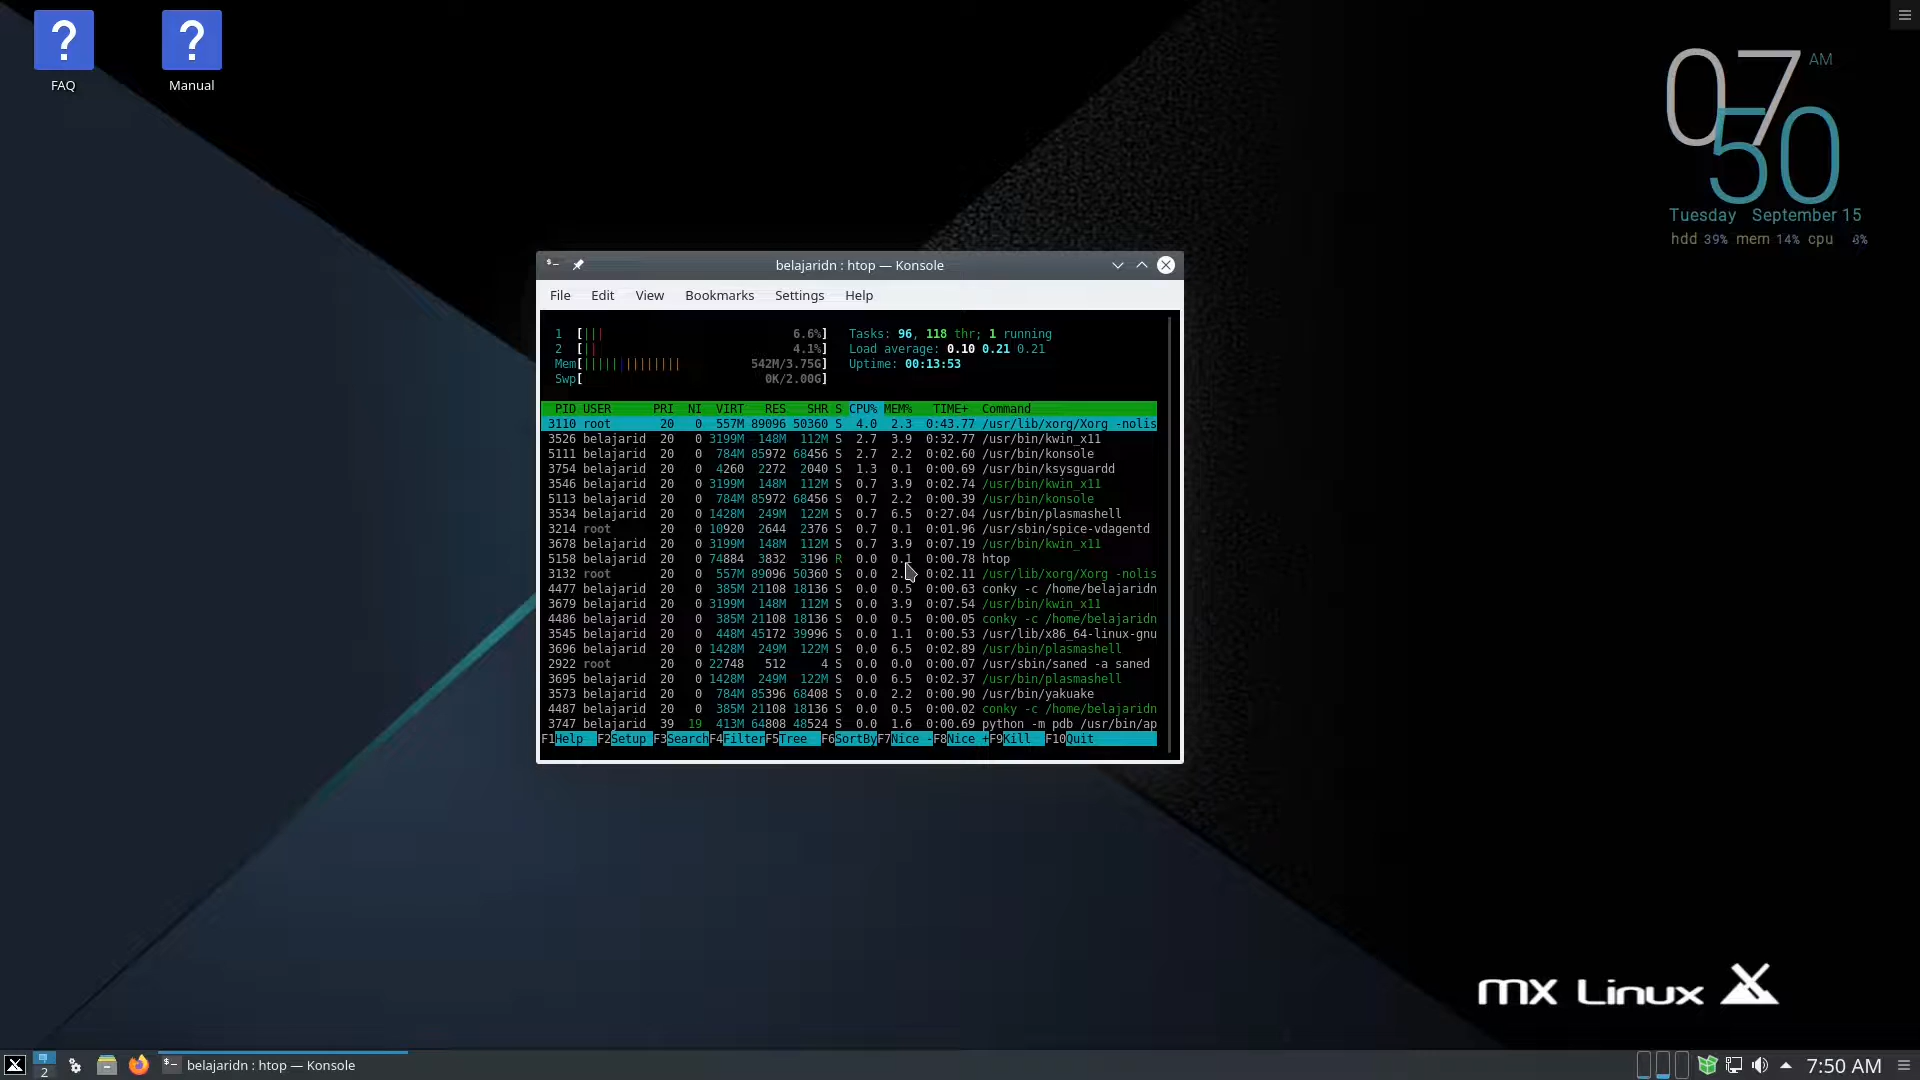 FAQ
Manual
07 AM
50
Tuesday September 15
hdd 39% mem 14% cpu 8%
belajaridn : htop — Konsole
File Edit View Bookmarks Settings Help
1 [||| 6.6%] Tasks: 96, 118 thr; 1 running
2 [|| 4.1%] Load average: 0.10 0.21 0.21
Mem[|||||||||||||| 542M/3.75G] Uptime: 00:13:53
Swp[ 0K/2.00G]
PID USER PRI NI VIRT RES SHR S CPU% MEM% TIME+ Command
3110 root 20 0 557M 89096 50360 S 4.0 2.3 0:43.77 /usr/lib/xorg/Xorg -nolis
3526 belajarid 20 0 3199M 148M 112M S 2.7 3.9 0:32.77 /usr/bin/kwin_x11
5111 belajarid 20 0 784M 85972 68456 S 2.7 2.2 0:02.60 /usr/bin/konsole
3754 belajarid 20 0 4260 2272 2040 S 1.3 0.1 0:00.69 /usr/bin/ksysguardd
3546 belajarid 20 0 3199M 148M 112M S 0.7 3.9 0:02.74 /usr/bin/kwin_x11
5113 belajarid 20 0 784M 85972 68456 S 0.7 2.2 0:00.39 /usr/bin/konsole
3534 belajarid 20 0 1428M 249M 122M S 0.7 6.5 0:27.04 /usr/bin/plasmashell
3214 root 20 0 10920 2644 2376 S 0.7 0.1 0:01.96 /usr/sbin/spice-vdagentd
3678 belajarid 20 0 3199M 148M 112M S 0.7 3.9 0:07.19 /usr/bin/kwin_x11
5158 belajarid 20 0 74884 3832 3196 R 0.0 0.1 0:00.78 htop
3132 root 20 0 557M 89096 50360 S 0.0 0:02.11 /usr/lib/xorg/Xorg -nolis
4477 belajarid 20 0 385M 21108 18136 S 0.0 0.5 0:00.63 conky -c /home/belajaridn
3679 belajarid 20 0 3199M 148M 112M S 0.0 3.9 0:07.54 /usr/bin/kwin_x11
4486 belajarid 20 0 385M 21108 18136 S 0.0 0.5 0:00.05 conky -c /home/belajaridn
3545 belajarid 20 0 448M 45172 39996 S 0.0 1.1 0:00.53 /usr/lib/x86_64-linux-gnu
3696 belajarid 20 0 1428M 249M 122M S 0.0 6.5 0:02.89 /usr/bin/plasmashell
2922 root 20 0 22748 512 4 S 0.0 0.0 0:00.07 /usr/sbin/saned -a saned
3695 belajarid 20 0 1428M 249M 122M S 0.0 6.5 0:02.37 /usr/bin/plasmashell
3573 belajarid 20 0 784M 85396 68408 S 0.0 2.2 0:00.90 /usr/bin/yakuake
4487 belajarid 20 0 385M 21108 18136 S 0.0 0.5 0:00.02 conky -c /home/belajaridn
3747 belajarid 39 19 413M 64808 48524 S 0.0 1.6 0:00.69 python -m pdb /usr/bin/ap
F1Help F2Setup F3SearchF4FilterF5Tree F6SortByF7Nice -F8Nice +F9Kill F10Quit
mx Linux
2 belajaridn : htop — Konsole 7:50 AM